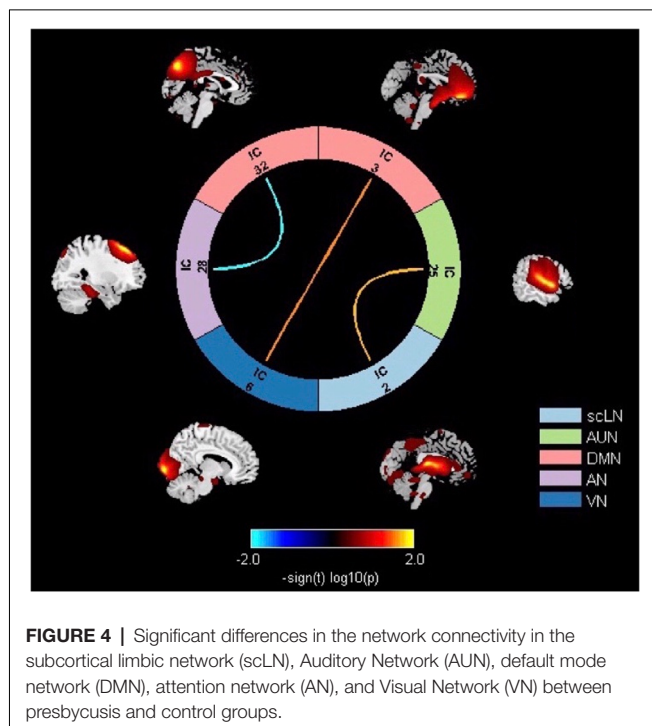 IC
32
IC
3
IC
28
IC
25
IC
6
IC
2
scLN
AUN
DMN
AN
VN
-2.0
2.0
-sign(t) log10(p)
FIGURE 4 | Significant differences in the network connectivity in the
subcortical limbic network (scLN), Auditory Network (AUN), default mode
network (DMN), attention network (AN), and Visual Network (VN) between
presbycusis and control groups.